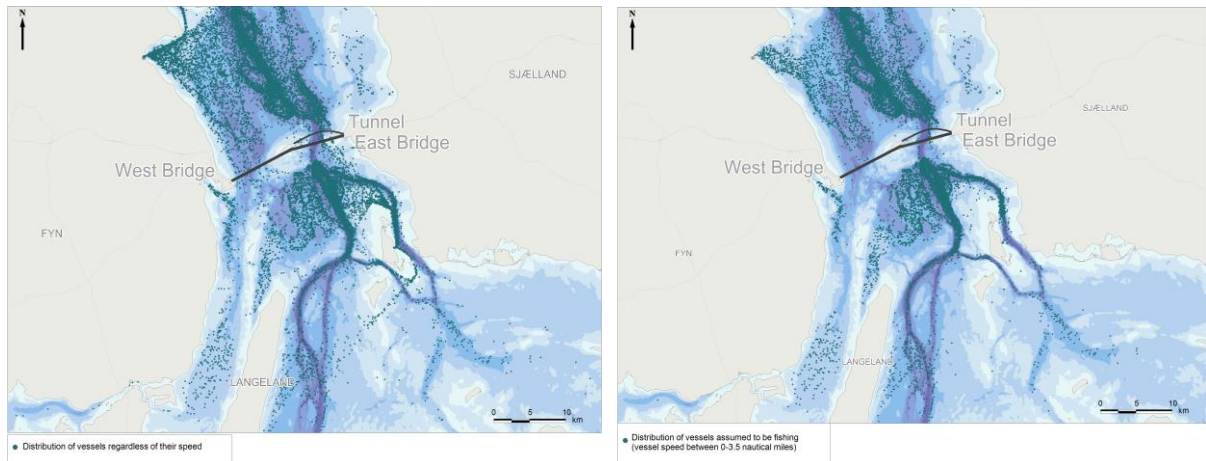 N
SJÆLLAND
Tunnel
East Bridge
West Bridge
FYN
LANGELAND
0 5 10
km
Distribution of vessels regardless of their speed
N
SJÆLLAND
Tunnel
East Bridge
West Bridge
FYN
LANGELAND
0 5 10
km
Distribution of vessels assumed to be fishing
(vessel speed between 0-3.5 nautical miles)